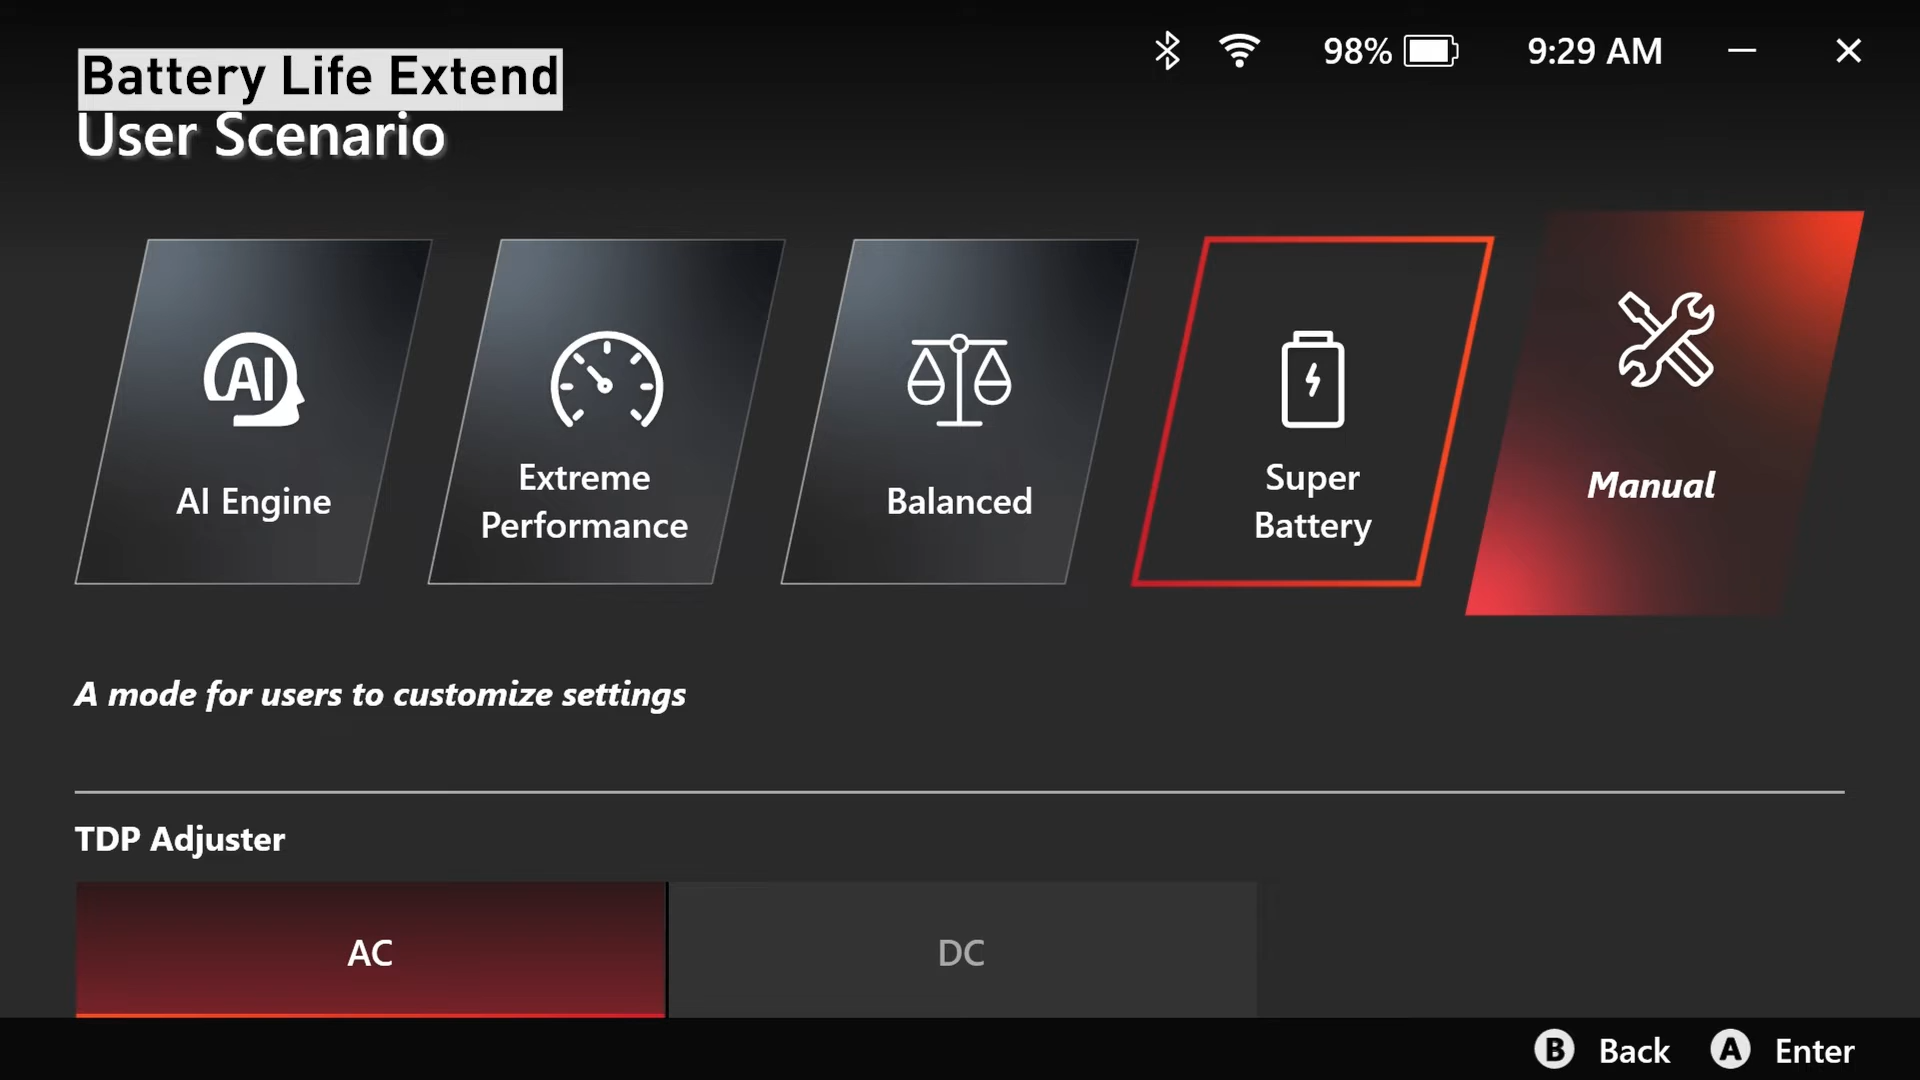 Battery Life Extend
98%
9:29 AM
User Scenario
AI
AI Engine
Extreme
Performance
Balanced
Super
Battery
Manual
A mode for users to customize settings
TDP Adjuster
AC
DC
B Back
A Enter